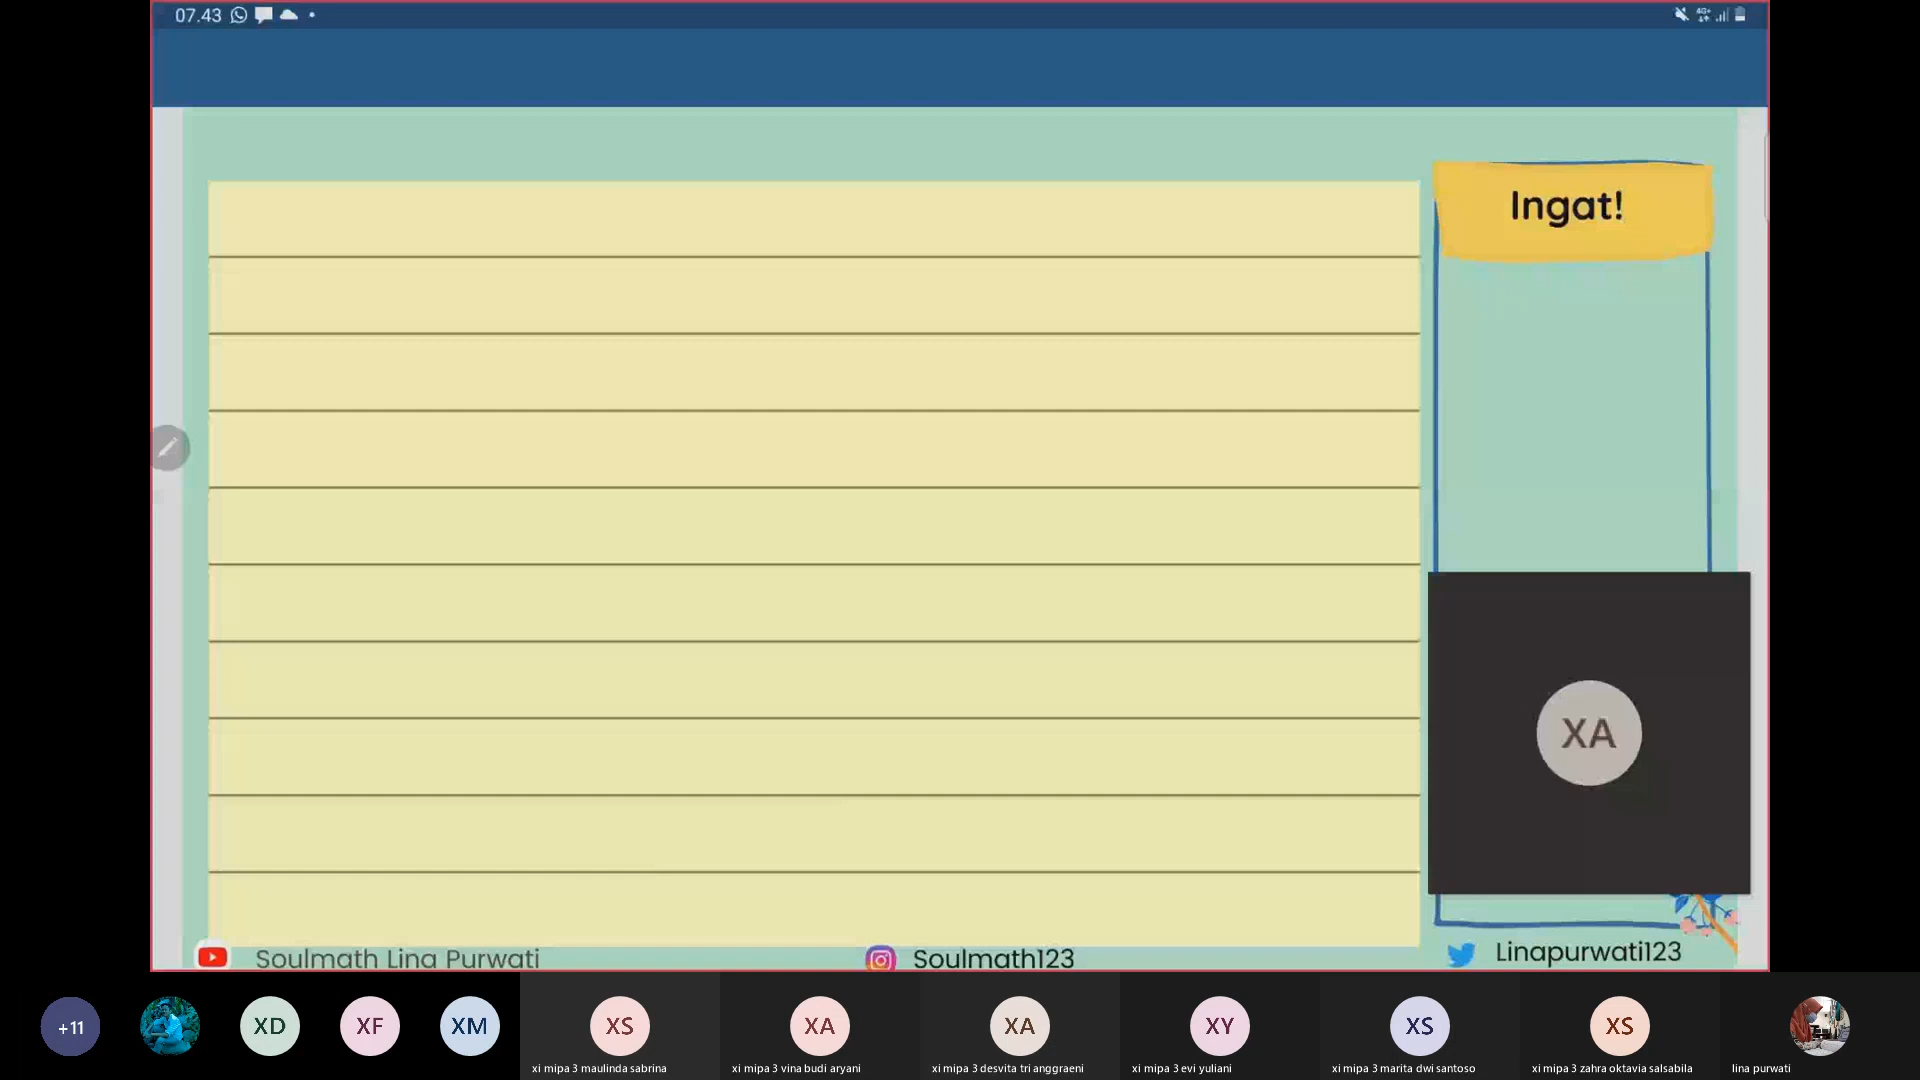 07.43
4G+
Ingat!
XA
Soulmath Lina Purwati
Soulmath123
Linapurwati123
+11
XD
XF
XM
XS
XA
XA
XY
XS
XS
xi mipa 3 maulinda sabrina
xi mipa 3 vina budi aryani
xi mipa 3 desvita tri anggraeni
xi mipa 3 evi yuliani
xi mipa 3 marita dwi santoso
xi mipa 3 zahra oktavia salsabila
lina purwati